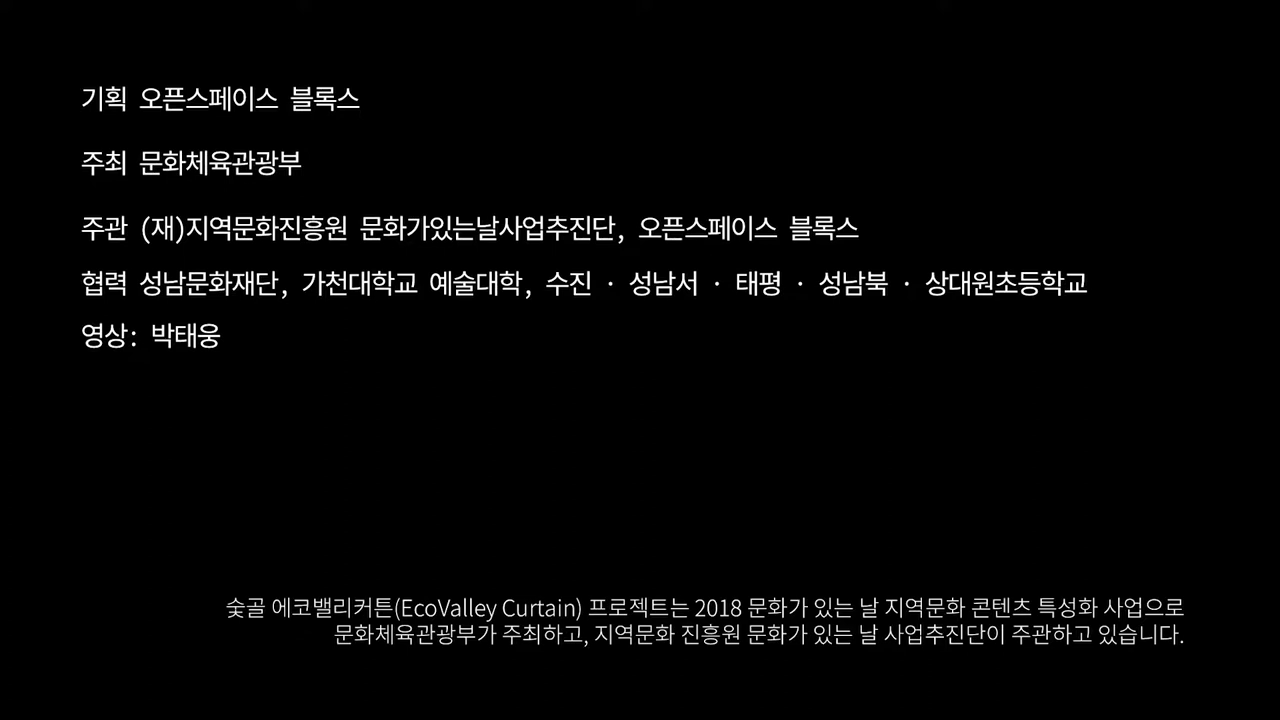 기획 오픈스페이스 블록스
주최 문화체육관광부
주관 (재)지역문화진흥원 문화가있는날사업추진단, 오픈스페이스 블록스
협력 성남문화재단, 가천대학교 예술대학, 수진 · 성남서 · 태평 · 성남북 · 상대원초등학교
영상: 박태웅
숯골 에코밸리커튼(EcoValley Curtain) 프로젝트는 2018 문화가 있는 날 지역문화 콘텐츠 특성화 사업으로
문화체육관광부가 주최하고, 지역문화 진흥원 문화가 있는 날 사업추진단이 주관하고 있습니다.